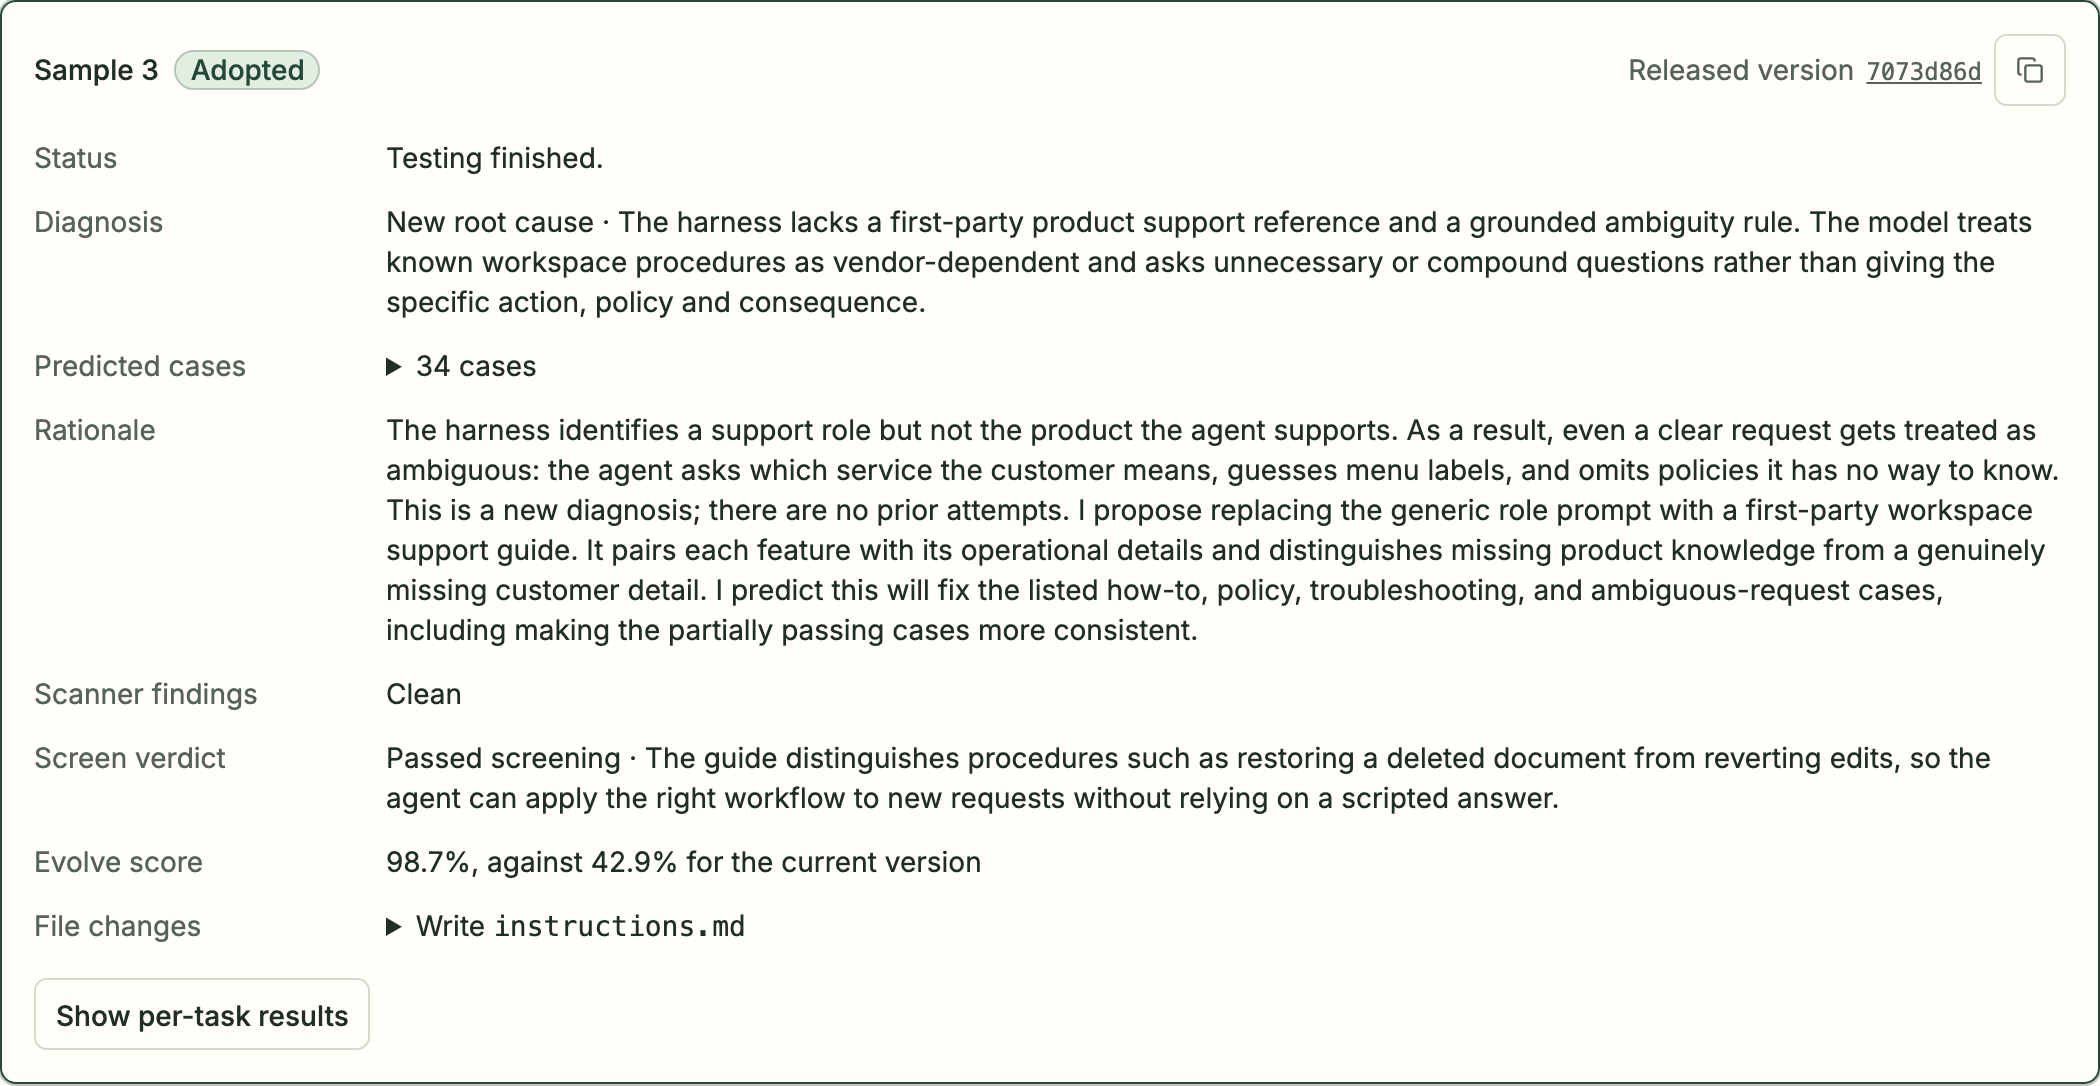 Sample 3 Adopted Released version 7073d86d
Status Testing finished.
Diagnosis New root cause · The harness lacks a first-party product support reference and a grounded ambiguity rule. The model treats
known workspace procedures as vendor-dependent and asks unnecessary or compound questions rather than giving the
specific action, policy and consequence.
Predicted cases ▶ 34 cases
Rationale The harness identifies a support role but not the product the agent supports. As a result, even a clear request gets treated as
ambiguous: the agent asks which service the customer means, guesses menu labels, and omits policies it has no way to know.
This is a new diagnosis; there are no prior attempts. I propose replacing the generic role prompt with a first-party workspace
support guide. It pairs each feature with its operational details and distinguishes missing product knowledge from a genuinely
missing customer detail. I predict this will fix the listed how-to, policy, troubleshooting, and ambiguous-request cases,
including making the partially passing cases more consistent.
Scanner findings Clean
Screen verdict Passed screening · The guide distinguishes procedures such as restoring a deleted document from reverting edits, so the
agent can apply the right workflow to new requests without relying on a scripted answer.
Evolve score 98.7%, against 42.9% for the current version
File changes ▶ Write instructions.md
Show per-task results